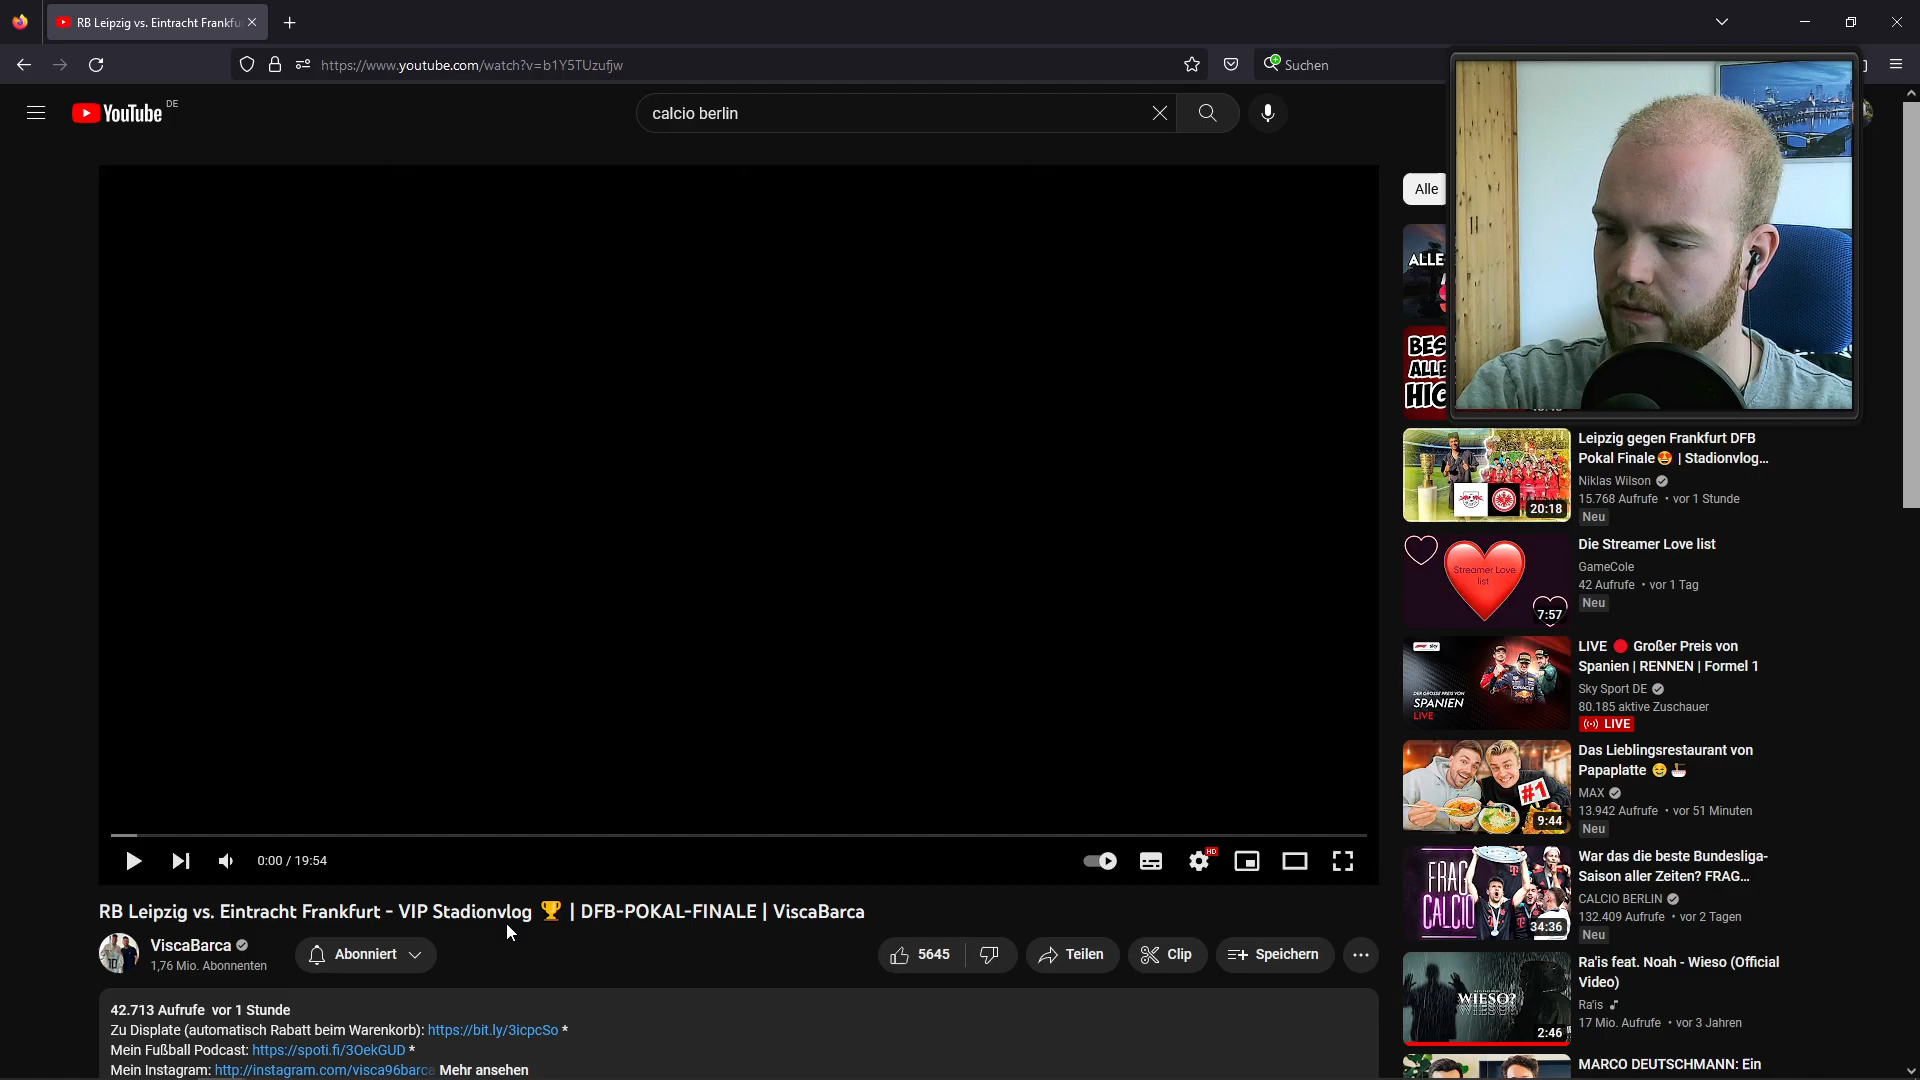 RB Leipzig vs. Eintracht Frankfu
https://www.youtube.com/watch?v=b1Y5TUzufjw
Suchen
YouTube DE
calcio berlin
Alle
ALLE
BES
ALLE
HIG
Leipzig gegen Frankfurt DFB
Pokal Finale🤩 | Stadionvlog...
Niklas Wilson
15.768 Aufrufe • vor 1 Stunde
Neu
20:18
Die Streamer Love list
GameCole
42 Aufrufe • vor 1 Tag
Neu
Streamer Love
list
7:57
LIVE 🔴 Großer Preis von
Spanien | RENNEN | Formel 1
Sky Sport DE
80.185 aktive Zuschauer
LIVE
SPANIEN
LIVE
Das Lieblingsrestaurant von
Papaplatte 😋🍜
MAX
13.942 Aufrufe • vor 51 Minuten
Neu
#1
9:44
War das die beste Bundesliga-
Saison aller Zeiten? FRAG...
CALCIO BERLIN
132.409 Aufrufe • vor 2 Tagen
Neu
FRAG
CALCIO
34:36
Ra'is feat. Noah - Wieso (Official
Video)
Ra'is
17 Mio. Aufrufe • vor 3 Jahren
WIESO?
2:46
MARCO DEUTSCHMANN: Ein
0:00 / 19:54
HD
RB Leipzig vs. Eintracht Frankfurt - VIP Stadionvlog 🏆 | DFB-POKAL-FINALE | ViscaBarca
ViscaBarca
1,76 Mio. Abonnenten
Abonniert
5645
Teilen
Clip
Speichern
42.713 Aufrufe vor 1 Stunde
Zu Displate (automatisch Rabatt beim Warenkorb): https://bit.ly/3icpcSo *
Mein Fußball Podcast: https://spoti.fi/3OekGUD *
Mein Instagram: http://instagram.com/visca96barca Mehr ansehen